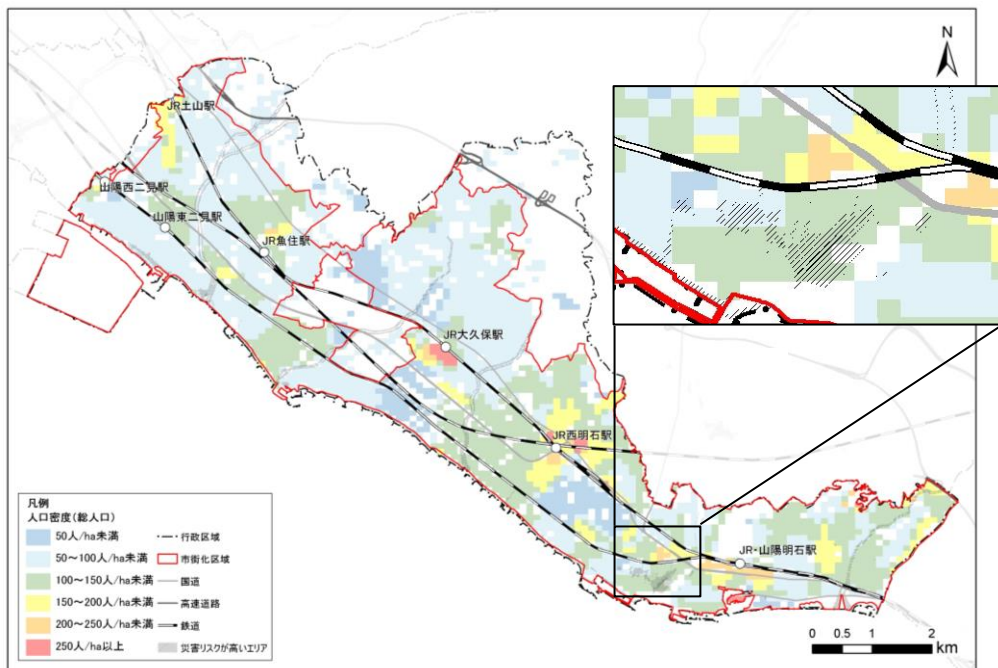 N
JR土山駅
山陽西二見駅
山陽東二見駅
JR魚住駅
JR大久保駅
JR西明石駅
JR・山陽明石駅
凡例
人口密度(総人口)
50人/ha未満
50~100人/ha未満
100~150人/ha未満
150~200人/ha未満
200~250人/ha未満
250人/ha以上
行政区域
市街化区域
国道
高速道路
鉄道
災害リスクが高いエリア
0 0.5 1 2
km